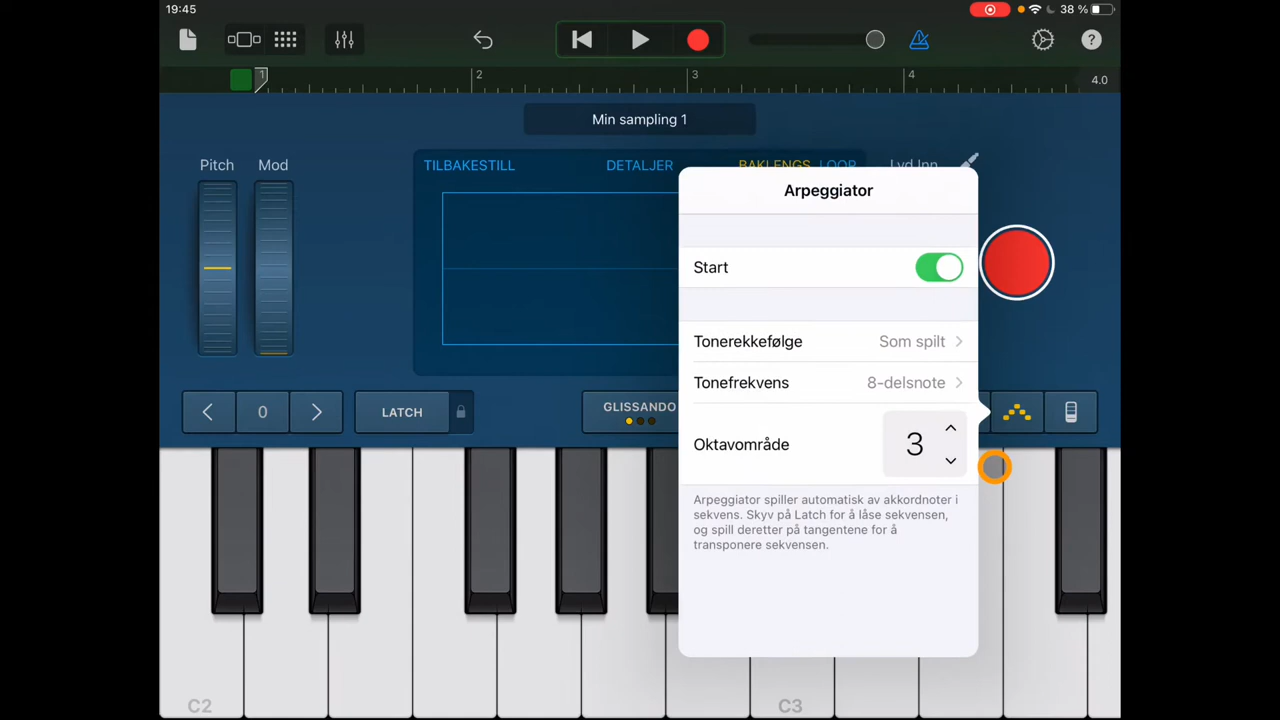 19:45
38 %
1
2
3
4
4.0
Min sampling 1
Pitch
Mod
TILBAKESTILL
DETALJER
BAKLENGS
LOOP
Lyd Inn
Arpeggiator
Start
Tonerekkefølge
Som spilt
Tonefrekvens
8-delsnote
Oktavområde
3
Arpeggiator spiller automatisk av akkordnoter i
sekvens. Skyv på Latch for å låse sekvensen,
og spill deretter på tangentene for å
transponere sekvensen.
0
LATCH
GLISSANDO
C2
C3